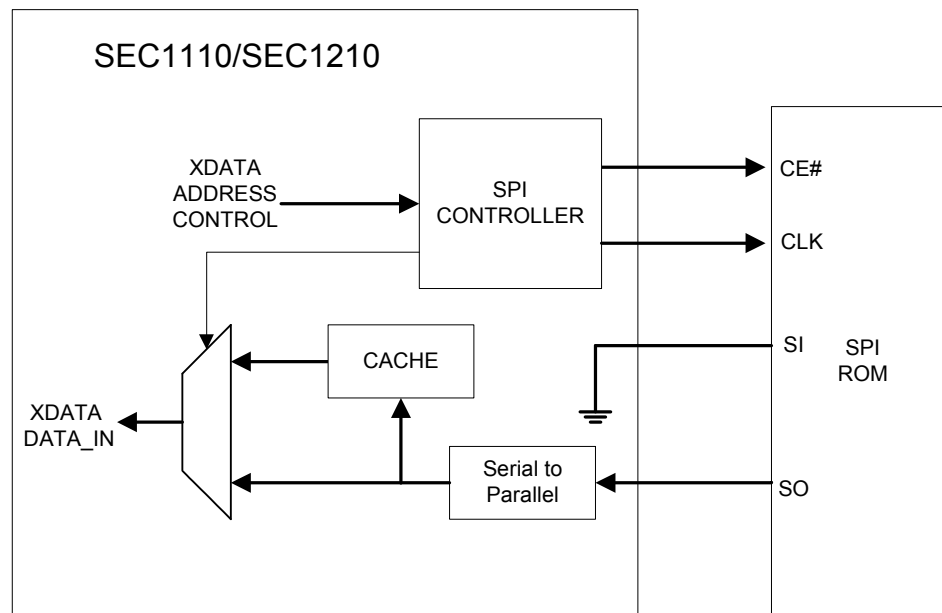 SEC1110/SEC1210
XDATA
ADDRESS
CONTROL
SPI
CONTROLLER
CE#
CLK
SI
SPI
ROM
CACHE
XDATA
DATA_IN
Serial to
Parallel
SO